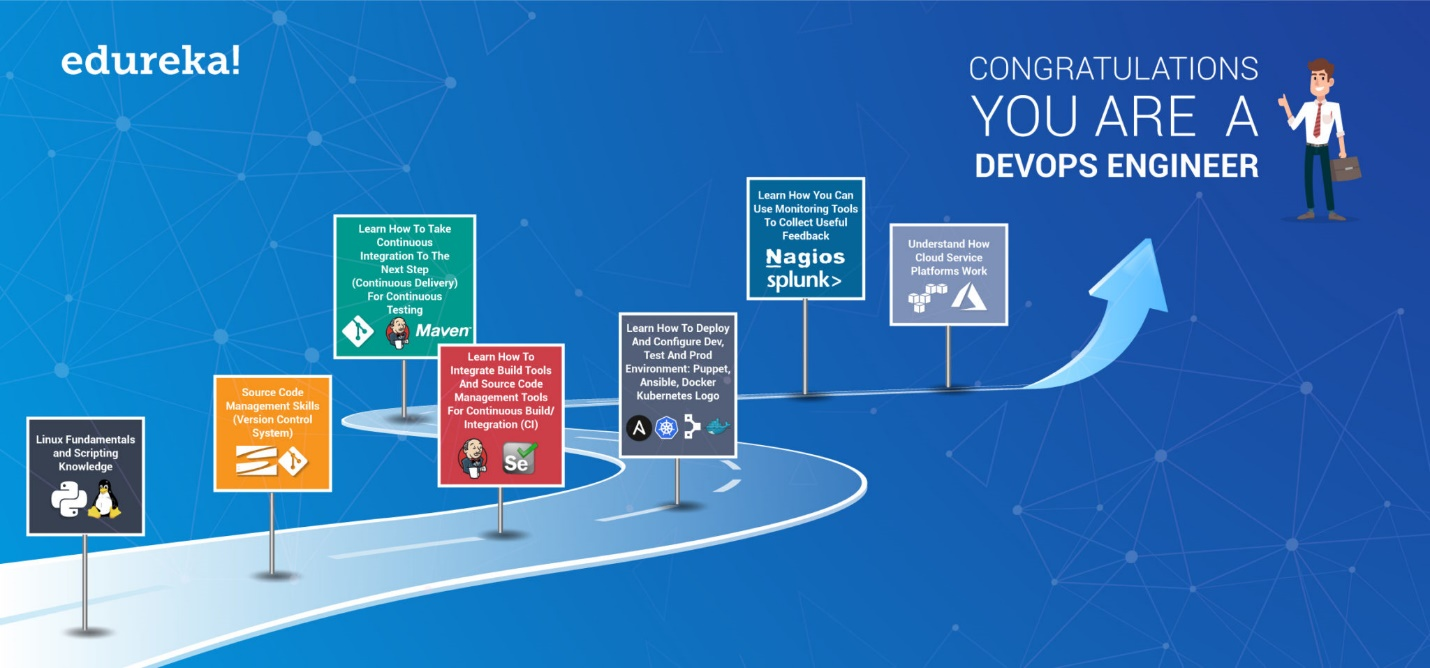 edureka!
CONGRATULATIONS
YOU ARE A
DEVOPS ENGINEER
Linux Fundamentals
and Scripting
Knowledge
Source Code
Management Skills
(Version Control
System)
Learn How To Take
Continuous
Integration To The
Next Step
(Continuous Delivery)
For Continuous
Testing
Maven
Learn How To
Integrate Build Tools
And Source Code
Management Tools
For Continuous Build/
Integration (CI)
Se
Learn How To Deploy
And Configure Dev,
Test And Prod
Environment: Puppet,
Ansible, Docker
Kubernetes Logo
A
Learn How You Can
Use Monitoring Tools
To Collect Useful
Feedback
Nagios
splunk>
Understand How
Cloud Service
Platforms Work